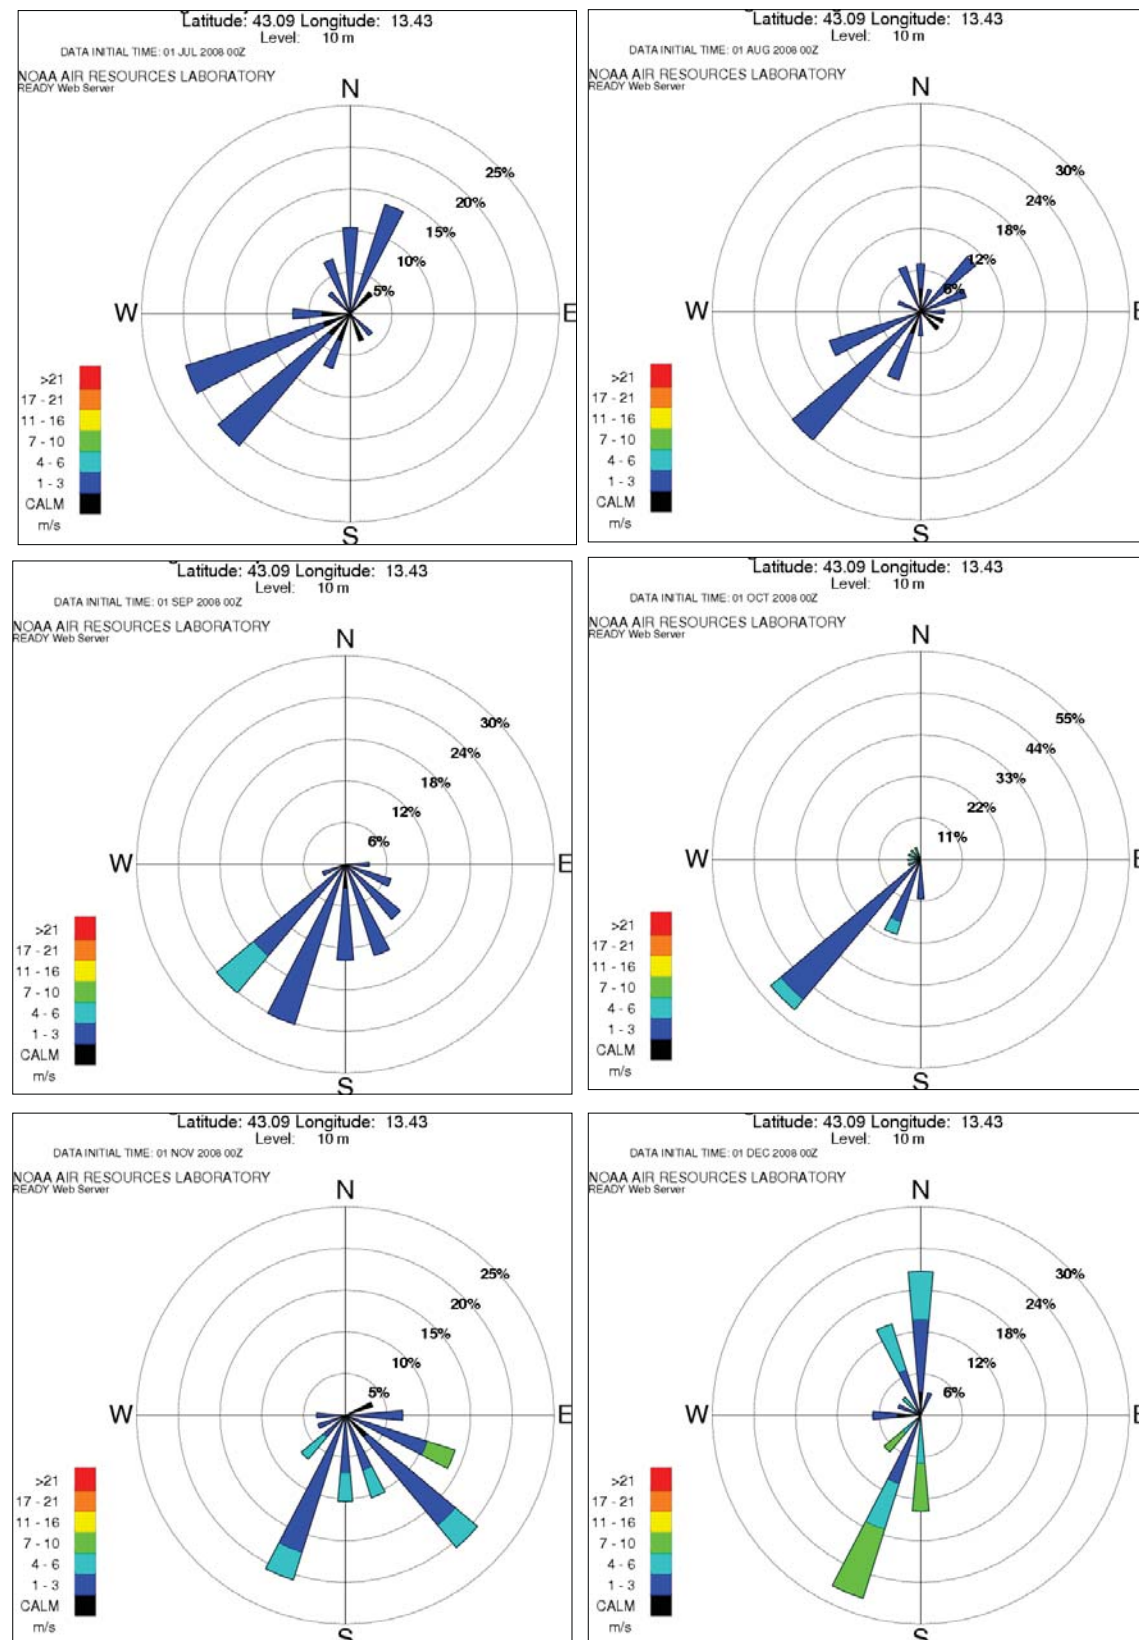 Latitude: 43.09 Longitude: 13.43
Level: 10 m
DATA INITIAL TIME: 01 JUL 2008 00Z
NOAA AIR RESOURCES LABORATORY
READY Web Server
N
25%
20%
15%
10%
5%
W
E
S
>21
17 - 21
11 - 16
7 - 10
4 - 6
1 - 3
CALM
m/s
Latitude: 43.09 Longitude: 13.43
Level: 10 m
DATA INITIAL TIME: 01 AUG 2008 00Z
NOAA AIR RESOURCES LABORATORY
READY Web Server
N
30%
24%
18%
12%
6%
W
E
S
>21
17 - 21
11 - 16
7 - 10
4 - 6
1 - 3
CALM
m/s
Latitude: 43.09 Longitude: 13.43
Level: 10 m
DATA INITIAL TIME: 01 SEP 2008 00Z
NOAA AIR RESOURCES LABORATORY
READY Web Server
N
30%
24%
18%
12%
6%
W
E
S
>21
17 - 21
11 - 16
7 - 10
4 - 6
1 - 3
CALM
m/s
Latitude: 43.09 Longitude: 13.43
Level: 10 m
DATA INITIAL TIME: 01 OCT 2008 00Z
NOAA AIR RESOURCES LABORATORY
READY Web Server
N
55%
44%
33%
22%
11%
W
E
S
>21
17 - 21
11 - 16
7 - 10
4 - 6
1 - 3
CALM
m/s
Latitude: 43.09 Longitude: 13.43
Level: 10 m
DATA INITIAL TIME: 01 NOV 2008 00Z
NOAA AIR RESOURCES LABORATORY
READY Web Server
N
25%
20%
15%
10%
5%
W
E
S
>21
17 - 21
11 - 16
7 - 10
4 - 6
1 - 3
CALM
m/s
Latitude: 43.09 Longitude: 13.43
Level: 10 m
DATA INITIAL TIME: 01 DEC 2008 00Z
NOAA AIR RESOURCES LABORATORY
READY Web Server
N
30%
24%
18%
12%
6%
W
E
S
>21
17 - 21
11 - 16
7 - 10
4 - 6
1 - 3
CALM
m/s